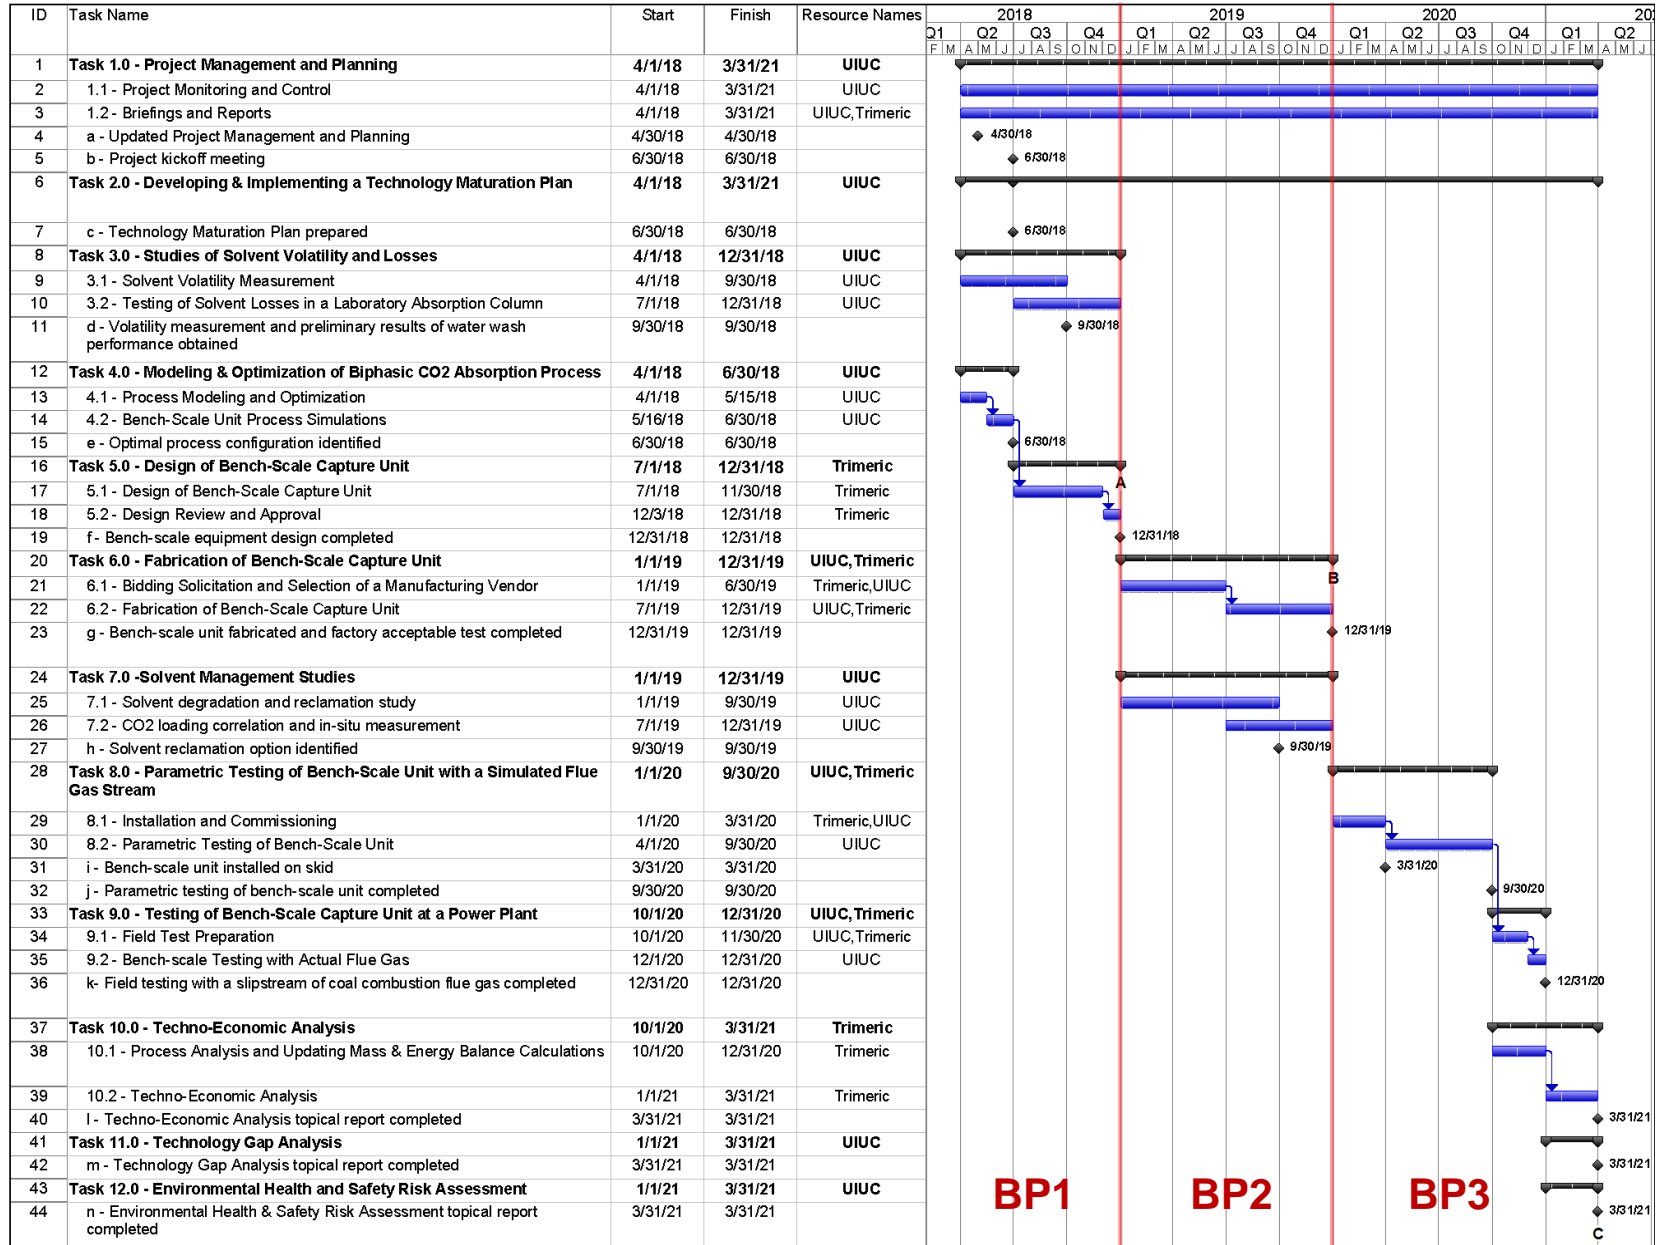 ID Task Name Start Finish Resource Names 2018 2019 2020 202
Q1 Q2 Q3 Q4 Q1 Q2 Q3 Q4 Q1 Q2 Q3 Q4 Q1 Q2
F M A M J J A S O N D J F M A M J J A S O N D J F M A M J J A S O N D J F M A M J
1 Task 1.0 - Project Management and Planning 4/1/18 3/31/21 UIUC
2 1.1 - Project Monitoring and Control 4/1/18 3/31/21 UIUC
3 1.2 - Briefings and Reports 4/1/18 3/31/21 UIUC,Trimeric
4 a - Updated Project Management and Planning 4/30/18 4/30/18 4/30/18
5 b - Project kickoff meeting 6/30/18 6/30/18 6/30/18
6 Task 2.0 - Developing & Implementing a Technology Maturation Plan 4/1/18 3/31/21 UIUC
7 c - Technology Maturation Plan prepared 6/30/18 6/30/18 6/30/18
8 Task 3.0 - Studies of Solvent Volatility and Losses 4/1/18 12/31/18 UIUC
9 3.1 - Solvent Volatility Measurement 4/1/18 9/30/18 UIUC
10 3.2 - Testing of Solvent Losses in a Laboratory Absorption Column 7/1/18 12/31/18 UIUC
11 d - Volatility measurement and preliminary results of water wash 9/30/18 9/30/18 9/30/18
performance obtained
12 Task 4.0 - Modeling & Optimization of Biphasic CO2 Absorption Process 4/1/18 6/30/18 UIUC
13 4.1 - Process Modeling and Optimization 4/1/18 5/15/18 UIUC
14 4.2 - Bench-Scale Unit Process Simulations 5/16/18 6/30/18 UIUC
15 e - Optimal process configuration identified 6/30/18 6/30/18 6/30/18
16 Task 5.0 - Design of Bench-Scale Capture Unit 7/1/18 12/31/18 Trimeric
A
17 5.1 - Design of Bench-Scale Capture Unit 7/1/18 11/30/18 Trimeric
18 5.2 - Design Review and Approval 12/3/18 12/31/18 Trimeric
19 f - Bench-scale equipment design completed 12/31/18 12/31/18 12/31/18
20 Task 6.0 - Fabrication of Bench-Scale Capture Unit 1/1/19 12/31/19 UIUC,Trimeric
B
21 6.1 - Bidding Solicitation and Selection of a Manufacturing Vendor 1/1/19 6/30/19 Trimeric,UIUC
22 6.2 - Fabrication of Bench-Scale Capture Unit 7/1/19 12/31/19 UIUC,Trimeric
23 g - Bench-scale unit fabricated and factory acceptable test completed 12/31/19 12/31/19 12/31/19
24 Task 7.0 -Solvent Management Studies 1/1/19 12/31/19 UIUC
25 7.1 - Solvent degradation and reclamation study 1/1/19 9/30/19 UIUC
26 7.2 - CO2 loading correlation and in-situ measurement 7/1/19 12/31/19 UIUC
27 h - Solvent reclamation option identified 9/30/19 9/30/19 9/30/19
28 Task 8.0 - Parametric Testing of Bench-Scale Unit with a Simulated Flue 1/1/20 9/30/20 UIUC,Trimeric
Gas Stream
29 8.1 - Installation and Commissioning 1/1/20 3/31/20 Trimeric,UIUC
30 8.2 - Parametric Testing of Bench-Scale Unit 4/1/20 9/30/20 UIUC
31 i - Bench-scale unit installed on skid 3/31/20 3/31/20 3/31/20
32 j - Parametric testing of bench-scale unit completed 9/30/20 9/30/20 9/30/20
33 Task 9.0 - Testing of Bench-Scale Capture Unit at a Power Plant 10/1/20 12/31/20 UIUC,Trimeric
34 9.1 - Field Test Preparation 10/1/20 11/30/20 UIUC,Trimeric
35 9.2 - Bench-scale Testing with Actual Flue Gas 12/1/20 12/31/20 UIUC
36 k- Field testing with a slipstream of coal combustion flue gas completed 12/31/20 12/31/20 12/31/20
37 Task 10.0 - Techno-Economic Analysis 10/1/20 3/31/21 Trimeric
38 10.1 - Process Analysis and Updating Mass & Energy Balance Calculations 10/1/20 12/31/20 Trimeric
39 10.2 - Techno-Economic Analysis 1/1/21 3/31/21 Trimeric
40 l - Techno-Economic Analysis topical report completed 3/31/21 3/31/21 3/31/21
41 Task 11.0 - Technology Gap Analysis 1/1/21 3/31/21 UIUC
42 m - Technology Gap Analysis topical report completed 3/31/21 3/31/21 3/31/21
43 Task 12.0 - Environmental Health and Safety Risk Assessment 1/1/21 3/31/21 UIUC
BP1 BP2 BP3
44 n - Environmental Health & Safety Risk Assessment topical report 3/31/21 3/31/21 3/31/21
completed
C